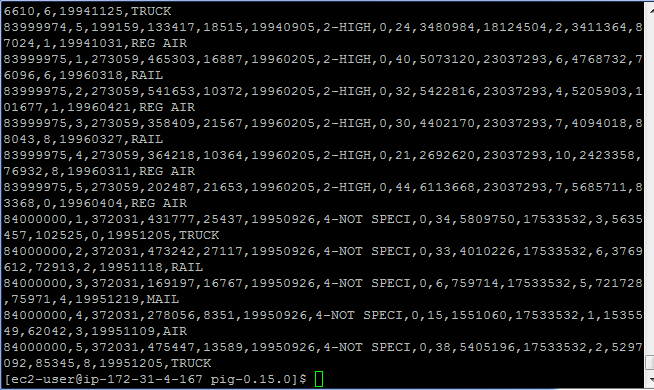 6610,6,19941125,TRUCK
83999974,5,199159,133417,18515,19940905,2-HIGH,0,24,3480984,18124504,2,3411364,8
7024,1,19941031,REG AIR
83999975,1,273059,465303,16887,19960205,2-HIGH,0,40,5073120,23037293,6,4768732,7
6096,6,19960318,RAIL
83999975,2,273059,541653,10372,19960205,2-HIGH,0,32,5422816,23037293,4,5205903,1
01677,1,19960421,REG AIR
83999975,3,273059,358409,21567,19960205,2-HIGH,0,30,4402170,23037293,7,4094018,8
8043,8,19960327,RAIL
83999975,4,273059,364218,10364,19960205,2-HIGH,0,21,2692620,23037293,10,2423358,
76932,8,19960311,REG AIR
83999975,5,273059,202487,21653,19960205,2-HIGH,0,44,6113668,23037293,7,5685711,8
3368,0,19960404,REG AIR
84000000,1,372031,431777,25437,19950926,4-NOT SPECI,0,34,5809750,17533532,3,5635
457,102525,0,19951205,TRUCK
84000000,2,372031,473242,27117,19950926,4-NOT SPECI,0,33,4010226,17533532,6,3769
612,72913,2,19951118,RAIL
84000000,3,372031,169197,16767,19950926,4-NOT SPECI,0,6,759714,17533532,5,721728
,75971,4,19951219,MAIL
84000000,4,372031,278056,8351,19950926,4-NOT SPECI,0,15,1551060,17533532,1,15355
49,62042,3,19951109,AIR
84000000,5,372031,475447,13589,19950926,4-NOT SPECI,0,38,5405196,17533532,2,5297
092,85345,8,19951205,TRUCK
[ec2-user@ip-172-31-4-167 pig-0.15.0]$